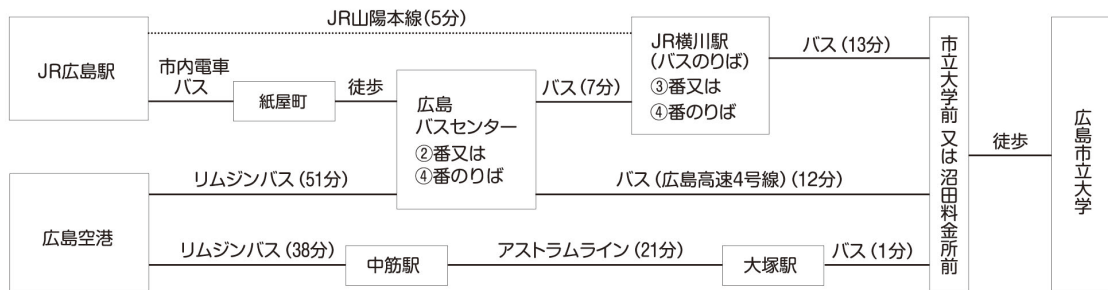 JR山陽本線(5分)
JR広島駅
市内電車
バス
紙屋町
徒歩
広島
バスセンター
②番又は
④番のりば
バス(7分)
JR横川駅
(バスのりば)
③番又は
④番のりば
バス(13分)
リムジンバス(51分)
バス(広島高速4号線)(12分)
広島空港
リムジンバス(38分)
中筋駅
アストラムライン(21分)
大塚駅
バス(1分)
市立大学前 又は 沼田料金所前
徒歩
広島市立大学